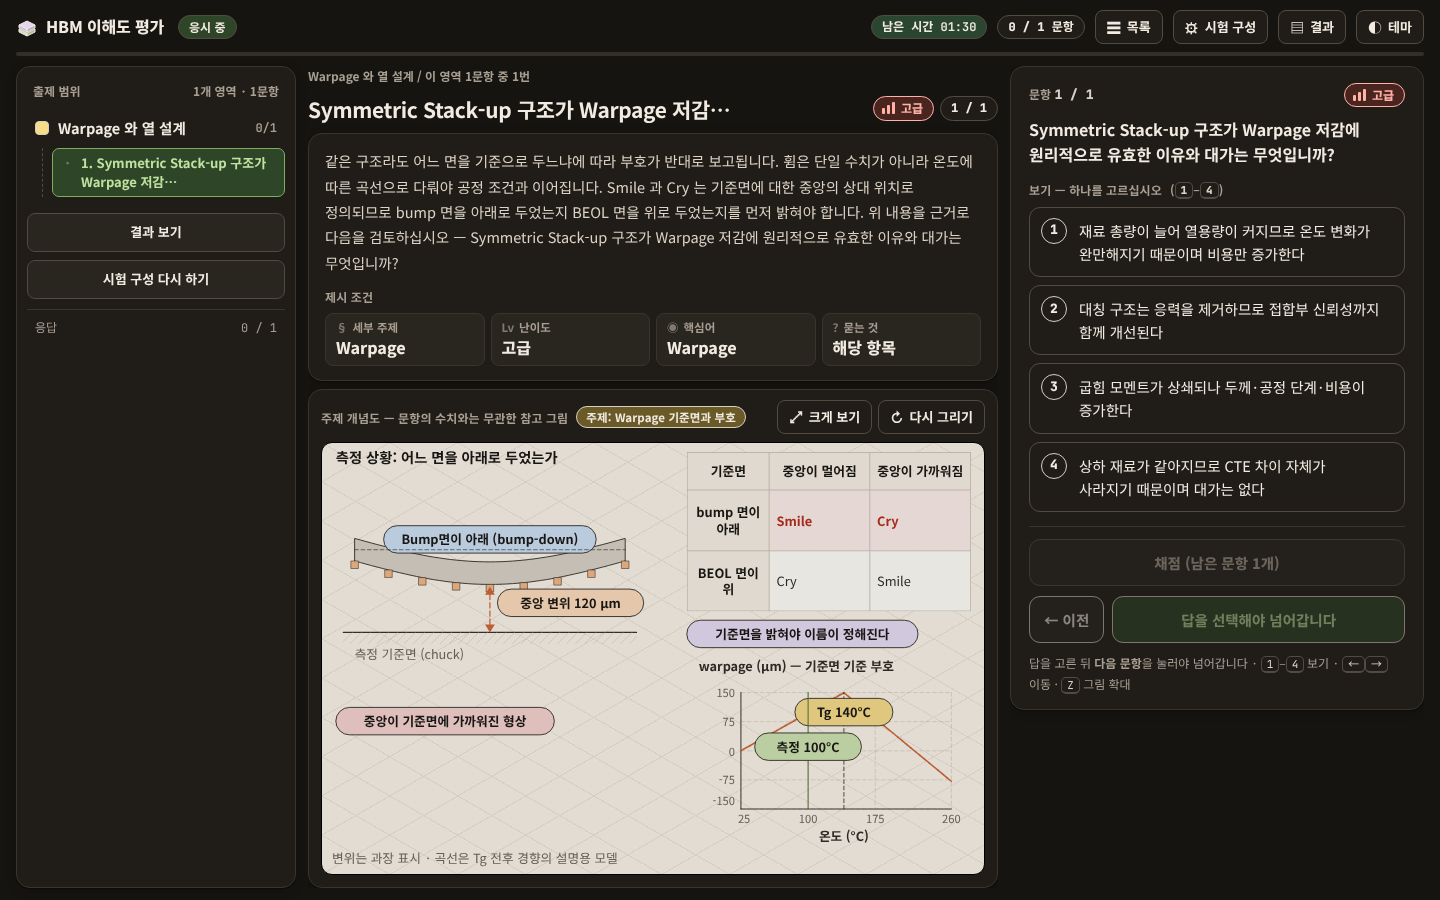 HBM 이해도 평가
응시 중
남은 시간 01:30
0 / 1 문항
목록
시험 구성
결과
테마
출제 범위
1개 영역 · 1문항
Warpage 와 열 설계
0/1
1. Symmetric Stack-up 구조가
Warpage 저감…
결과 보기
시험 구성 다시 하기
응답
0 / 1
Warpage 와 열 설계 / 이 영역 1문항 중 1번
Symmetric Stack-up 구조가 Warpage 저감…
고급
1 / 1
같은 구조라도 어느 면을 기준으로 두느냐에 따라 부호가 반대로 보고됩니다. 휨은 단일 수치가 아니라 온도에
따른 곡선으로 다뤄야 공정 조건과 이어집니다. Smile 과 Cry 는 기준면에 대한 중앙의 상대 위치로
정의되므로 bump 면을 아래로 두었는지 BEOL 면을 위로 두었는지를 먼저 밝혀야 합니다. 위 내용을 근거로
다음을 검토하십시오 — Symmetric Stack-up 구조가 Warpage 저감에 원리적으로 유효한 이유와 대가는
무엇입니까?
제시 조건
§ 세부 주제
Warpage
Lv 난이도
고급
◉ 핵심어
Warpage
? 묻는 것
해당 항목
주제 개념도 — 문항의 수치와는 무관한 참고 그림
주제: Warpage 기준면과 부호
크게 보기
다시 그리기
측정 상황: 어느 면을 아래로 두었는가
Bump면이 아래 (bump-down)
중앙 변위 120 µm
측정 기준면 (chuck)
중앙이 기준면에 가까워진 형상
변위는 과장 표시 · 곡선은 Tg 전후 경향의 설명용 모델
기준면
중앙이 멀어짐
중앙이 가까워짐
bump 면이
아래
Smile
Cry
BEOL 면이
위
Cry
Smile
기준면을 밝혀야 이름이 정해진다
warpage (µm) — 기준면 기준 부호
150
75
0
-75
-150
Tg 140°C
측정 100°C
25
100
175
260
온도 (°C)
문항 1 / 1
고급
Symmetric Stack-up 구조가 Warpage 저감에
원리적으로 유효한 이유와 대가는 무엇입니까?
보기 — 하나를 고르십시오 (1–4)
1 재료 총량이 늘어 열용량이 커지므로 온도 변화가
완만해지기 때문이며 비용만 증가한다
2 대칭 구조는 응력을 제거하므로 접합부 신뢰성까지
함께 개선된다
3 굽힘 모멘트가 상쇄되나 두께·공정 단계·비용이
증가한다
4 상하 재료가 같아지므로 CTE 차이 자체가
사라지기 때문이며 대가는 없다
채점 (남은 문항 1개)
← 이전
답을 선택해야 넘어갑니다
답을 고른 뒤 다음 문항을 눌러야 넘어갑니다 · 1–4 보기 · ← →
이동 · Z 그림 확대